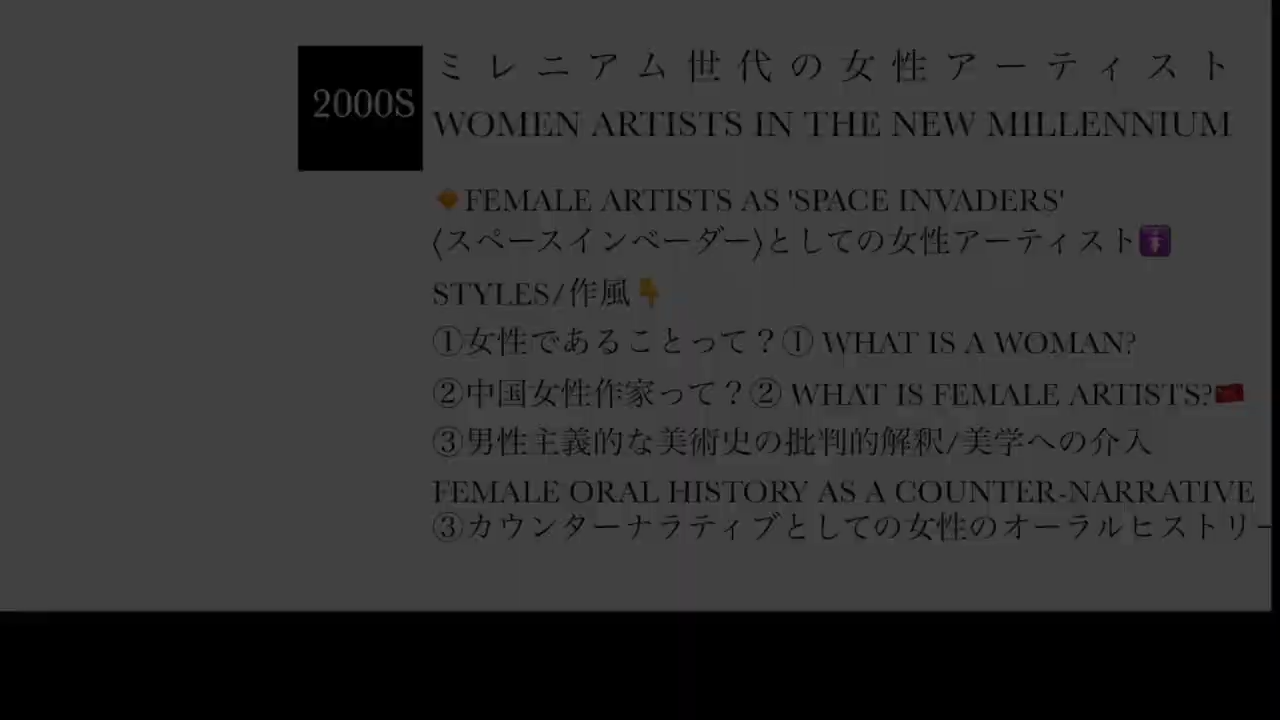 2000S
ミレニアム世代の女性アーティスト
WOMEN ARTISTS IN THE NEW MILLENNIUM
🔸FEMALE ARTISTS AS 'SPACE INVADERS'
〈スペースインベーダー〉としての女性アーティスト
STYLES/作風👇
①女性であることって？① WHAT IS A WOMAN?
②中国女性作家って？② WHAT IS FEMALE ARTISTS?🇨🇳
③男性主義的な美術史の批判的解釈/美学への介入
FEMALE ORAL HISTORY AS A COUNTER-NARRATIVE
③カウンターナラティブとしての女性のオーラルヒストリー